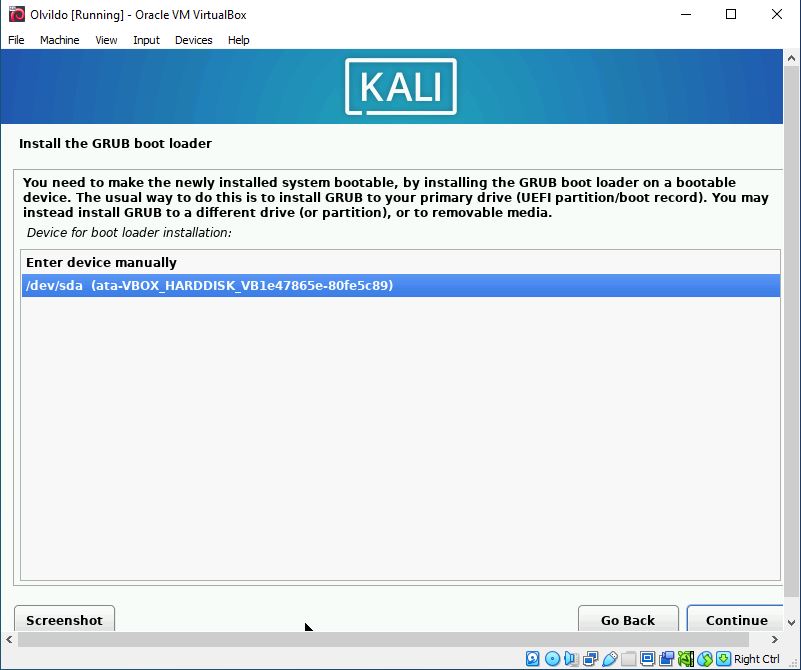 Olvildo [Running] - Oracle VM VirtualBox
File Machine View Input Devices Help
KALI
Install the GRUB boot loader
You need to make the newly installed system bootable, by installing the GRUB boot loader on a bootable
device. The usual way to do this is to install GRUB to your primary drive (UEFI partition/boot record). You may
instead install GRUB to a different drive (or partition), or to removable media.
Device for boot loader installation:
Enter device manually
/dev/sda (ata-VBOX_HARDDISK_VB1e47865e-80fe5c89)
Screenshot Go Back Continue
Right Ctrl